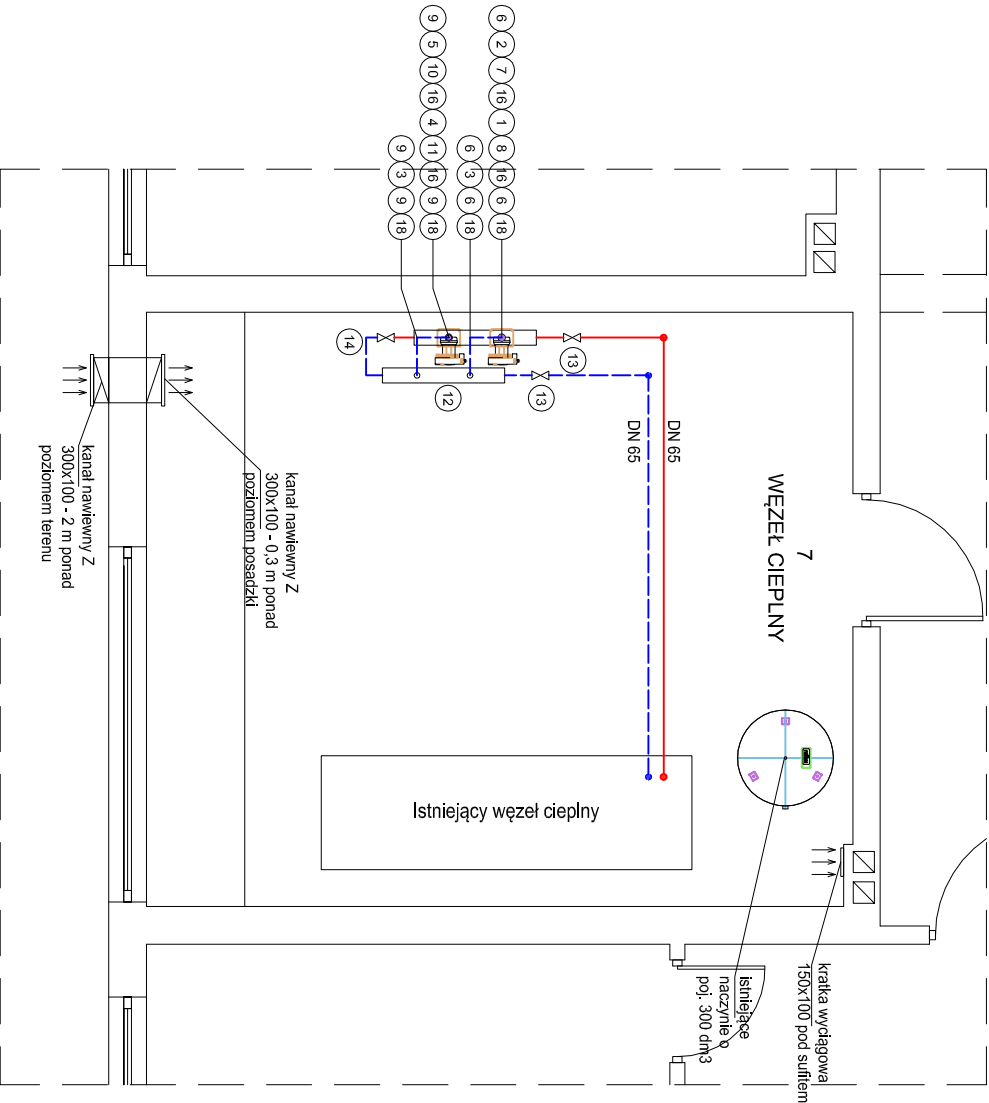 6 2 7 16 1 8 16 6 18
6 3 6 18
9 5 10 16 4 11 16 9 18
9 3 9 18
14
13
13
12
DN 65
DN 65
7
WĘZEŁ CIEPLNY
Istniejący węzeł cieplny
kanał nawiewny Z
300x100 - 0,3 m ponad
poziomem posadzki
kanał nawiewny Z
300x100 - 2 m ponad
poziomem terenu
kratka wyciągowa
150x100 pod sufitem
istniejące
naczynie o
poj. 300 dm3